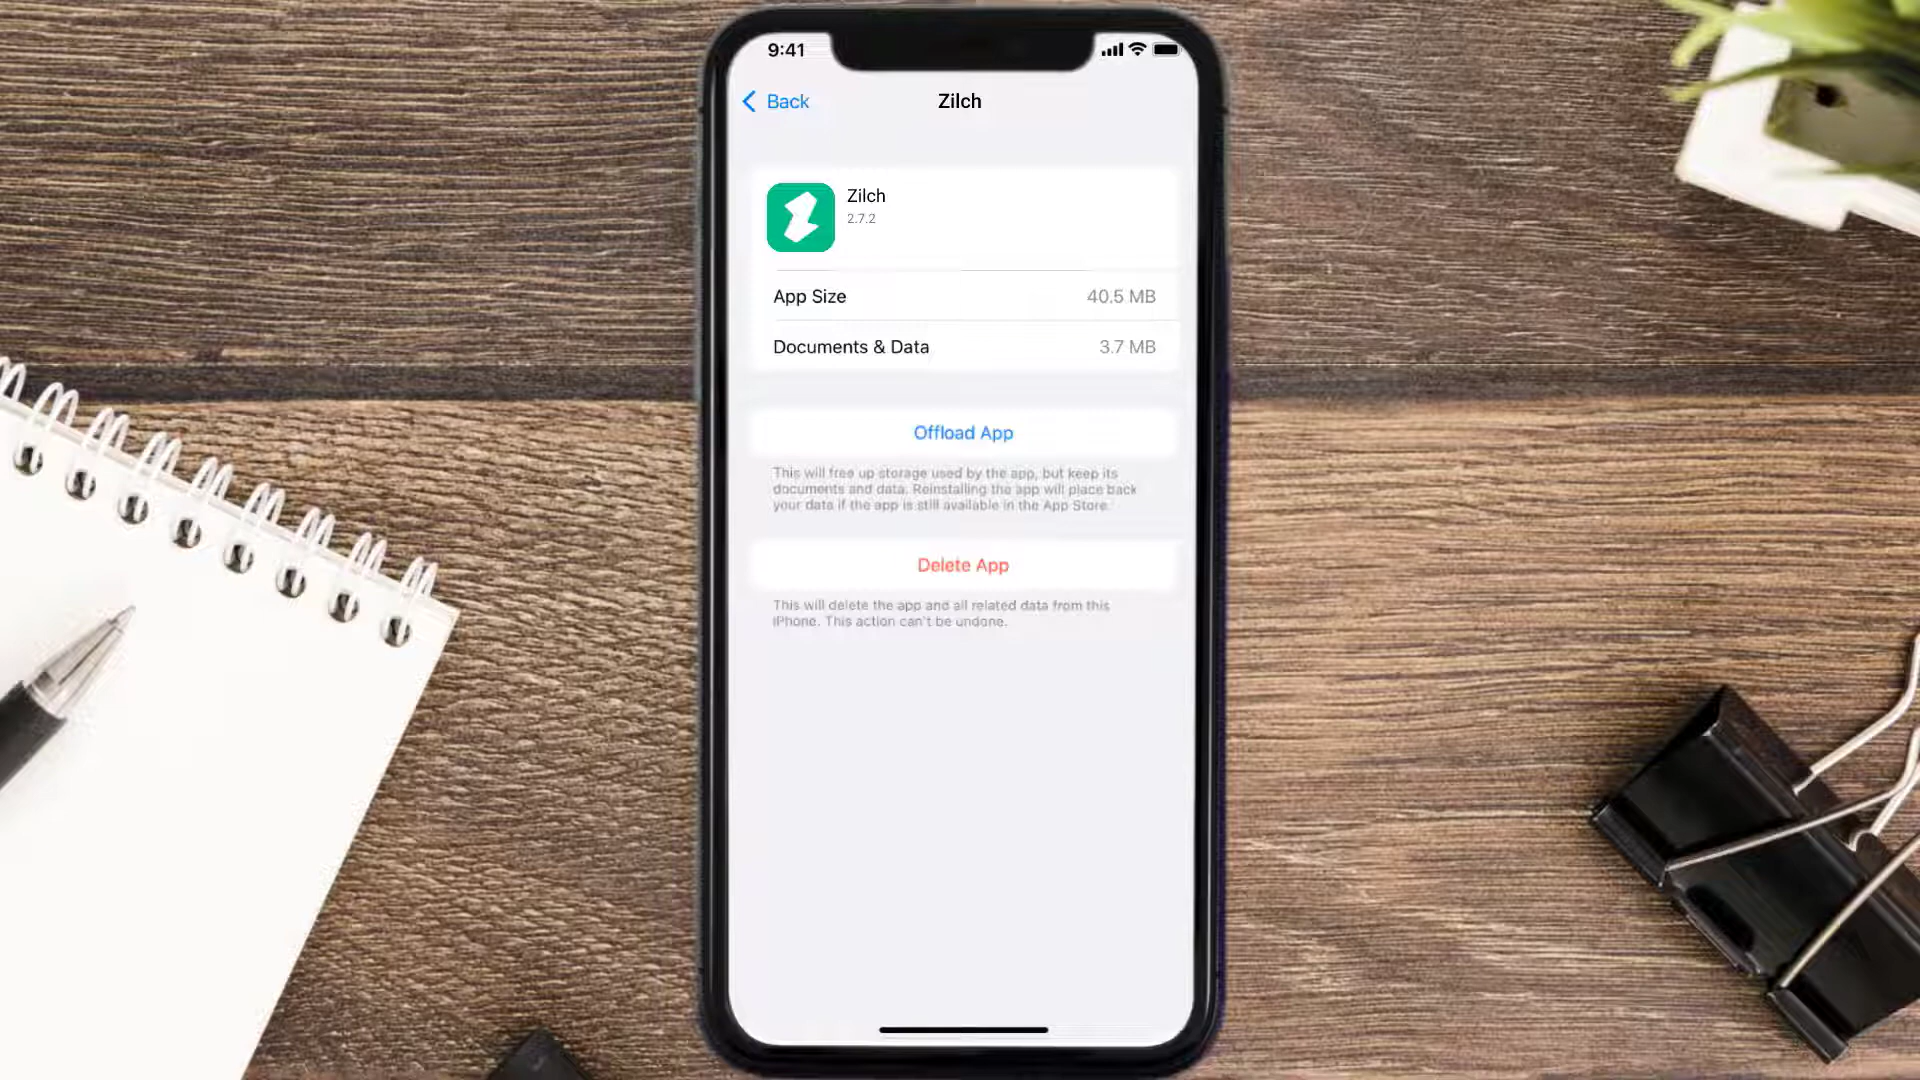 9:41
Back
Zilch
Zilch
2.7.2
App Size
40.5 MB
Documents & Data
3.7 MB
Offload App
This will free up storage used by the app, but keep its
documents and data. Reinstalling the app will place back
your data if the app is still available in the App Store.
Delete App
This will delete the app and all related data from this
iPhone. This action can't be undone.